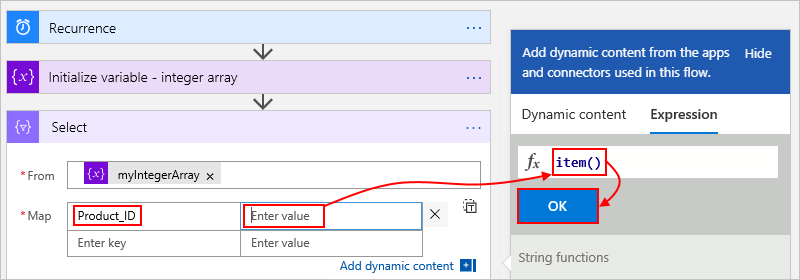 Recurrence
...
{x} Initialize variable - integer array
...
Select
...
* From
{x} myIntegerArray x
* Map
Product_ID
Enter value
Enter key
Enter value
Add dynamic content
Add dynamic content from the apps
and connectors used in this flow.
Hide
Dynamic content
Expression
fx item()
OK
String functions